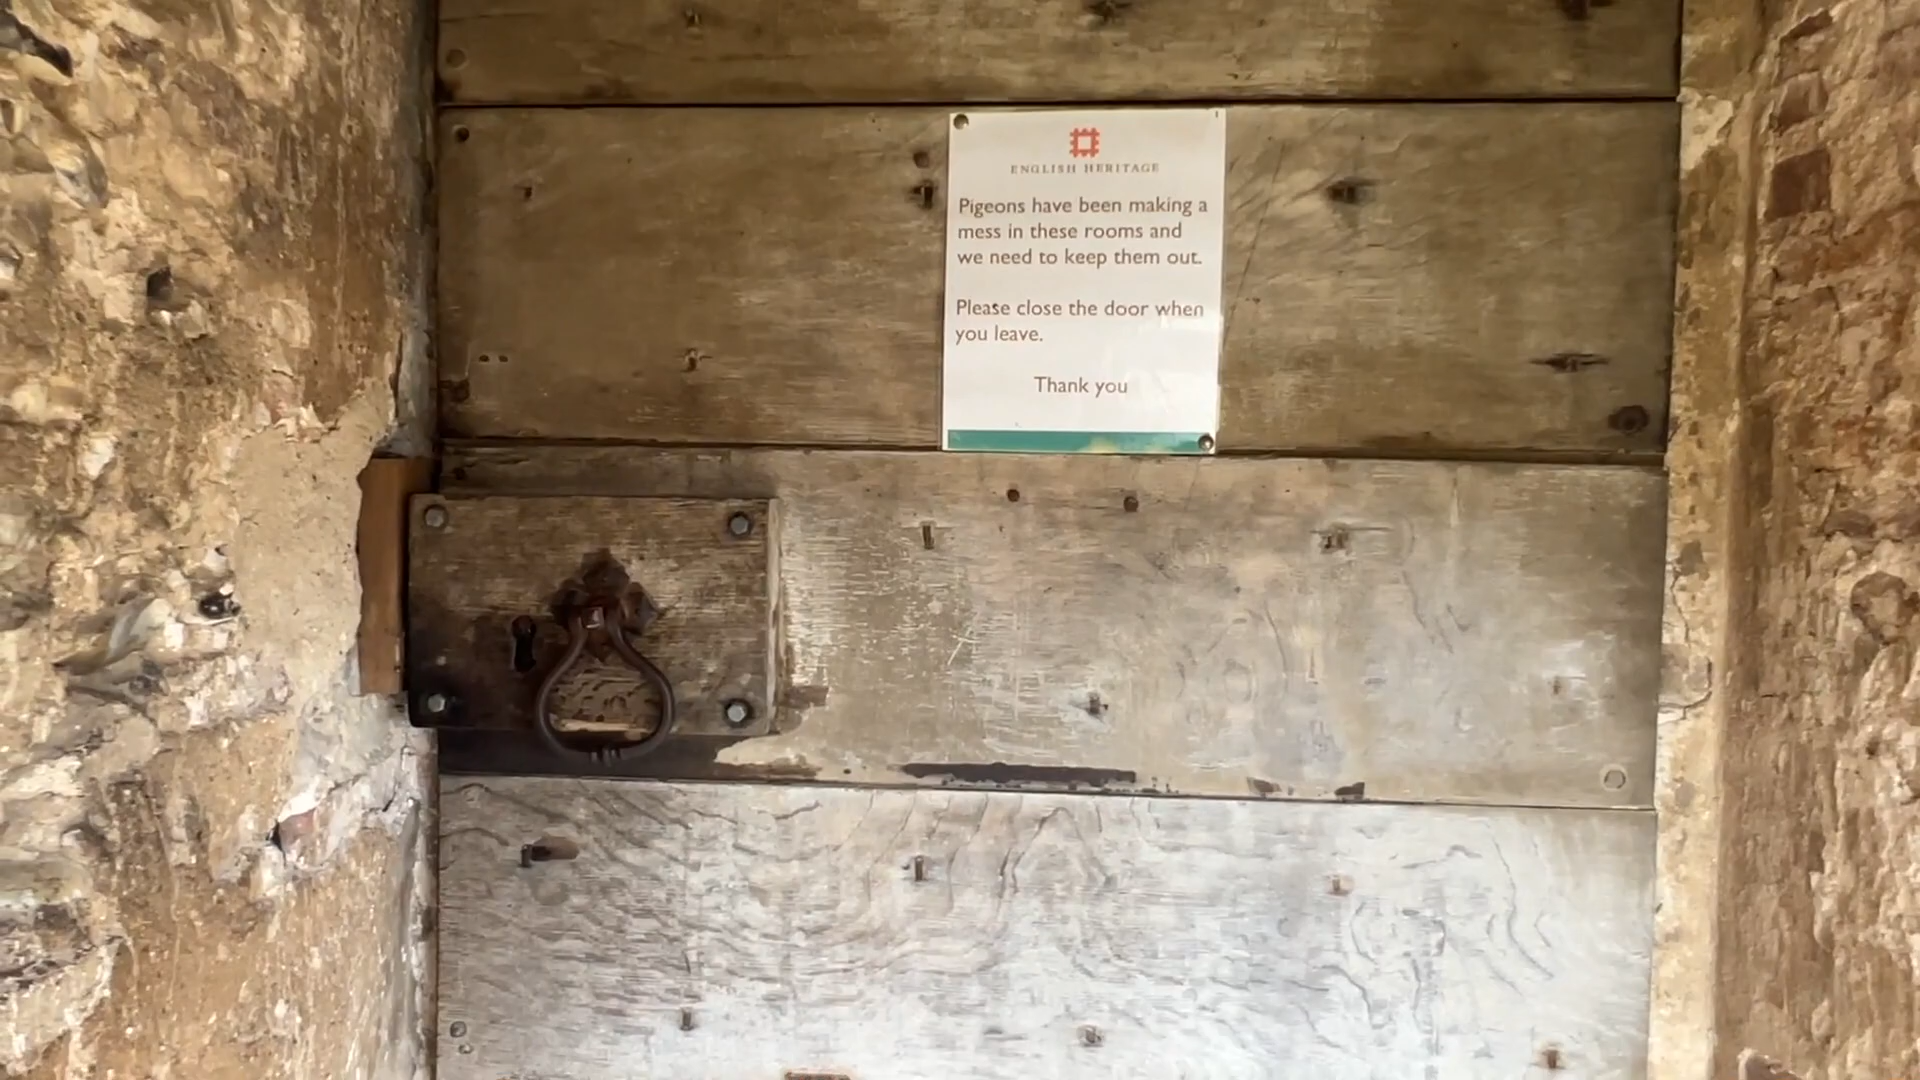 ENGLISH HERITAGE
Pigeons have been making a
mess in these rooms and
we need to keep them out.
Please close the door when
you leave.
Thank you